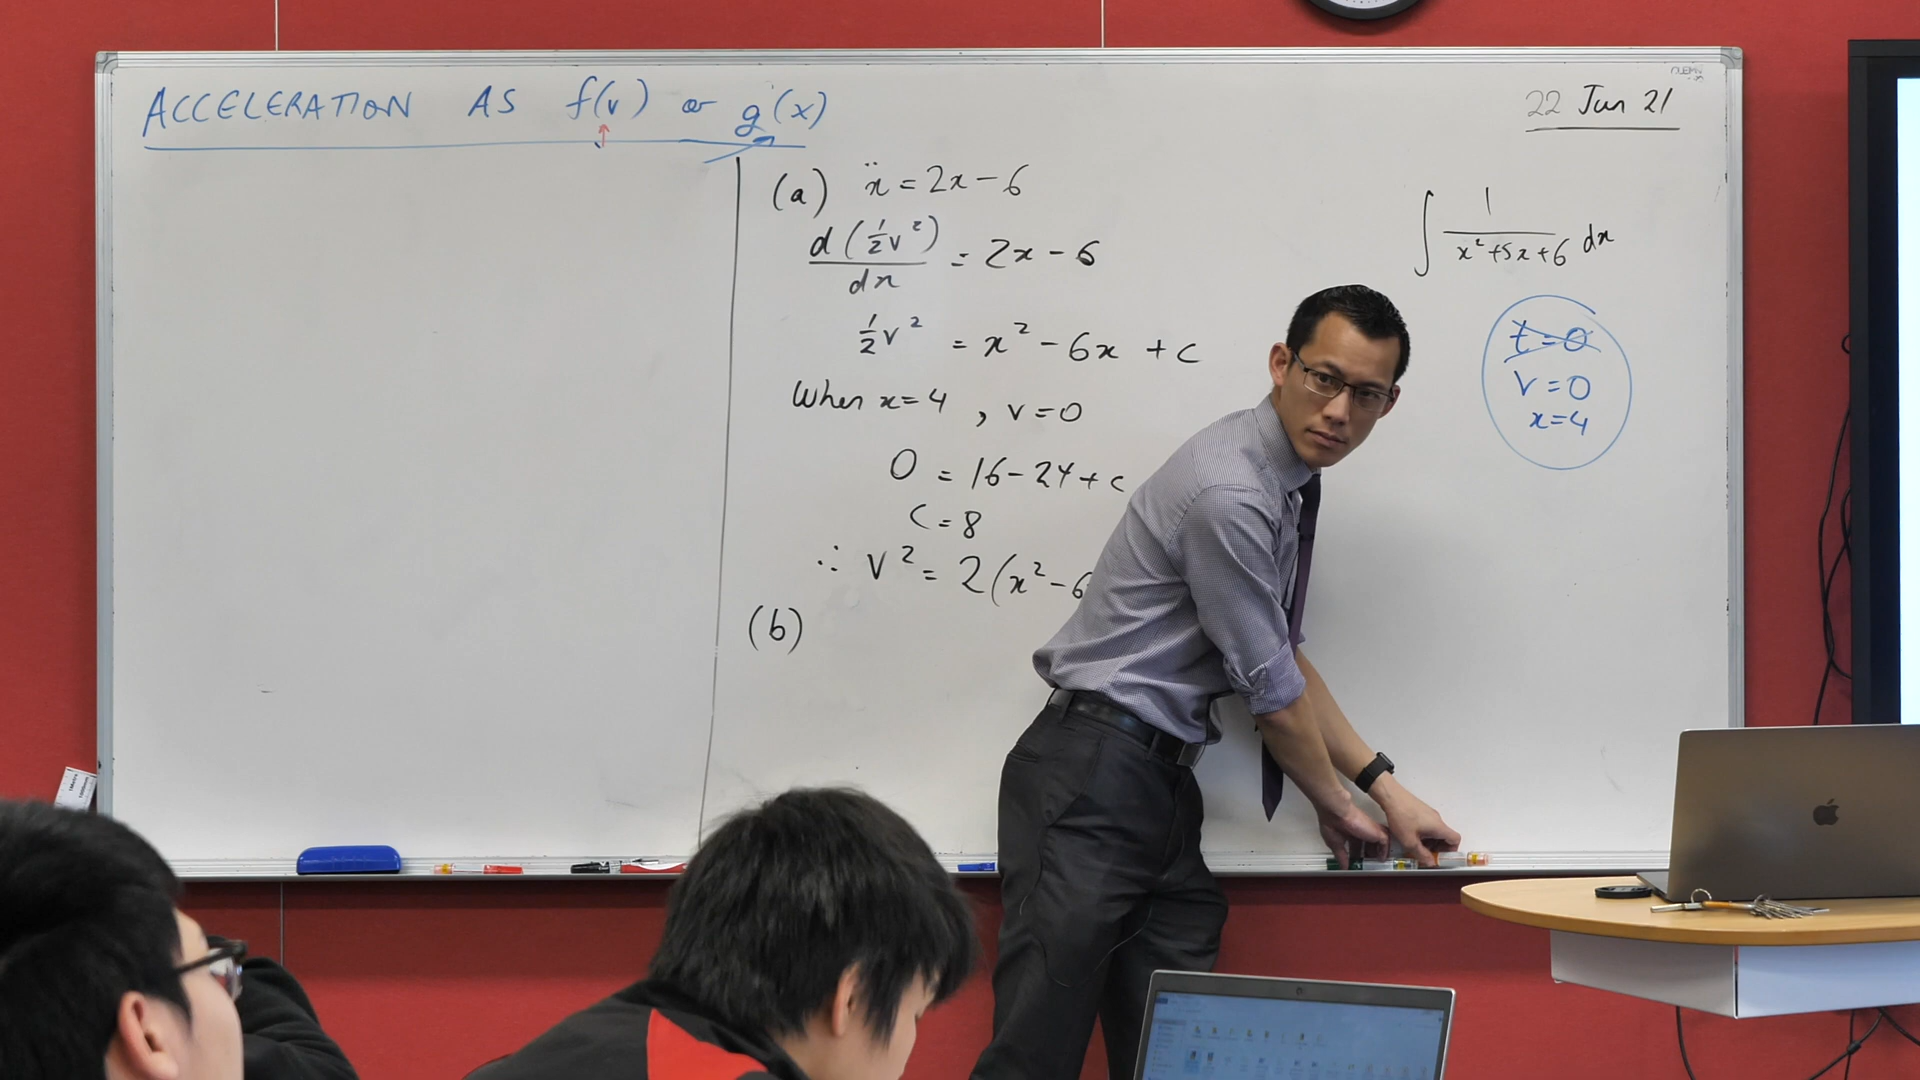 ACCELERATION AS f(v) or g(x)
22 Jun 21
(a) ẍ = 2x - 6
d(½v²)/dx = 2x - 6
½v² = x² - 6x + c
When x=4, v=0
0 = 16 - 24 + c
c = 8
∴ v² = 2(x² - 6
(b)
∫ 1/(x²+5x+6) dx
t=0
v=0
x=4